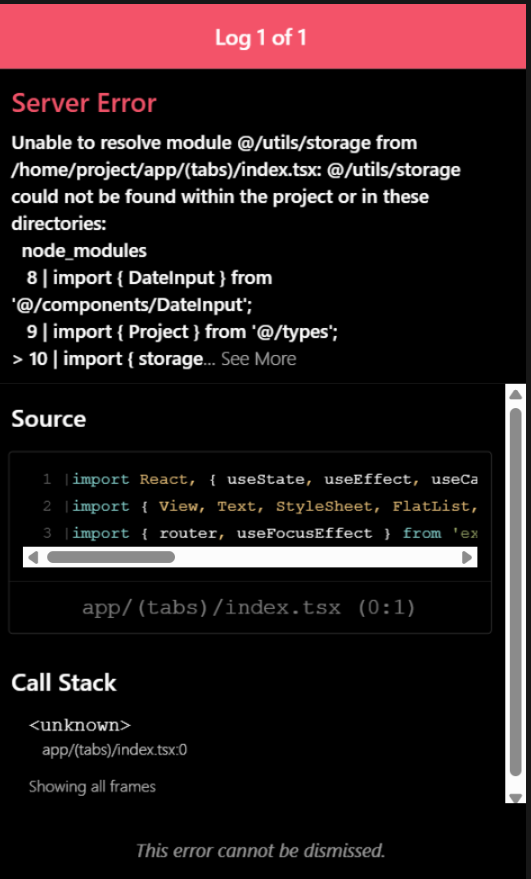 Log 1 of 1
Server Error
Unable to resolve module @/utils/storage from
/home/project/app/(tabs)/index.tsx: @/utils/storage
could not be found within the project or in these
directories:
node_modules
8 | import { DateInput } from
'@/components/DateInput';
9 | import { Project } from '@/types';
> 10 | import { storage... See More
Source
1 |import React, { useState, useEffect, useCa
2 |import { View, Text, StyleSheet, FlatList,
3 |import { router, useFocusEffect } from 'ex
app/(tabs)/index.tsx (0:1)
Call Stack
<unknown>
app/(tabs)/index.tsx:0
Showing all frames
This error cannot be dismissed.